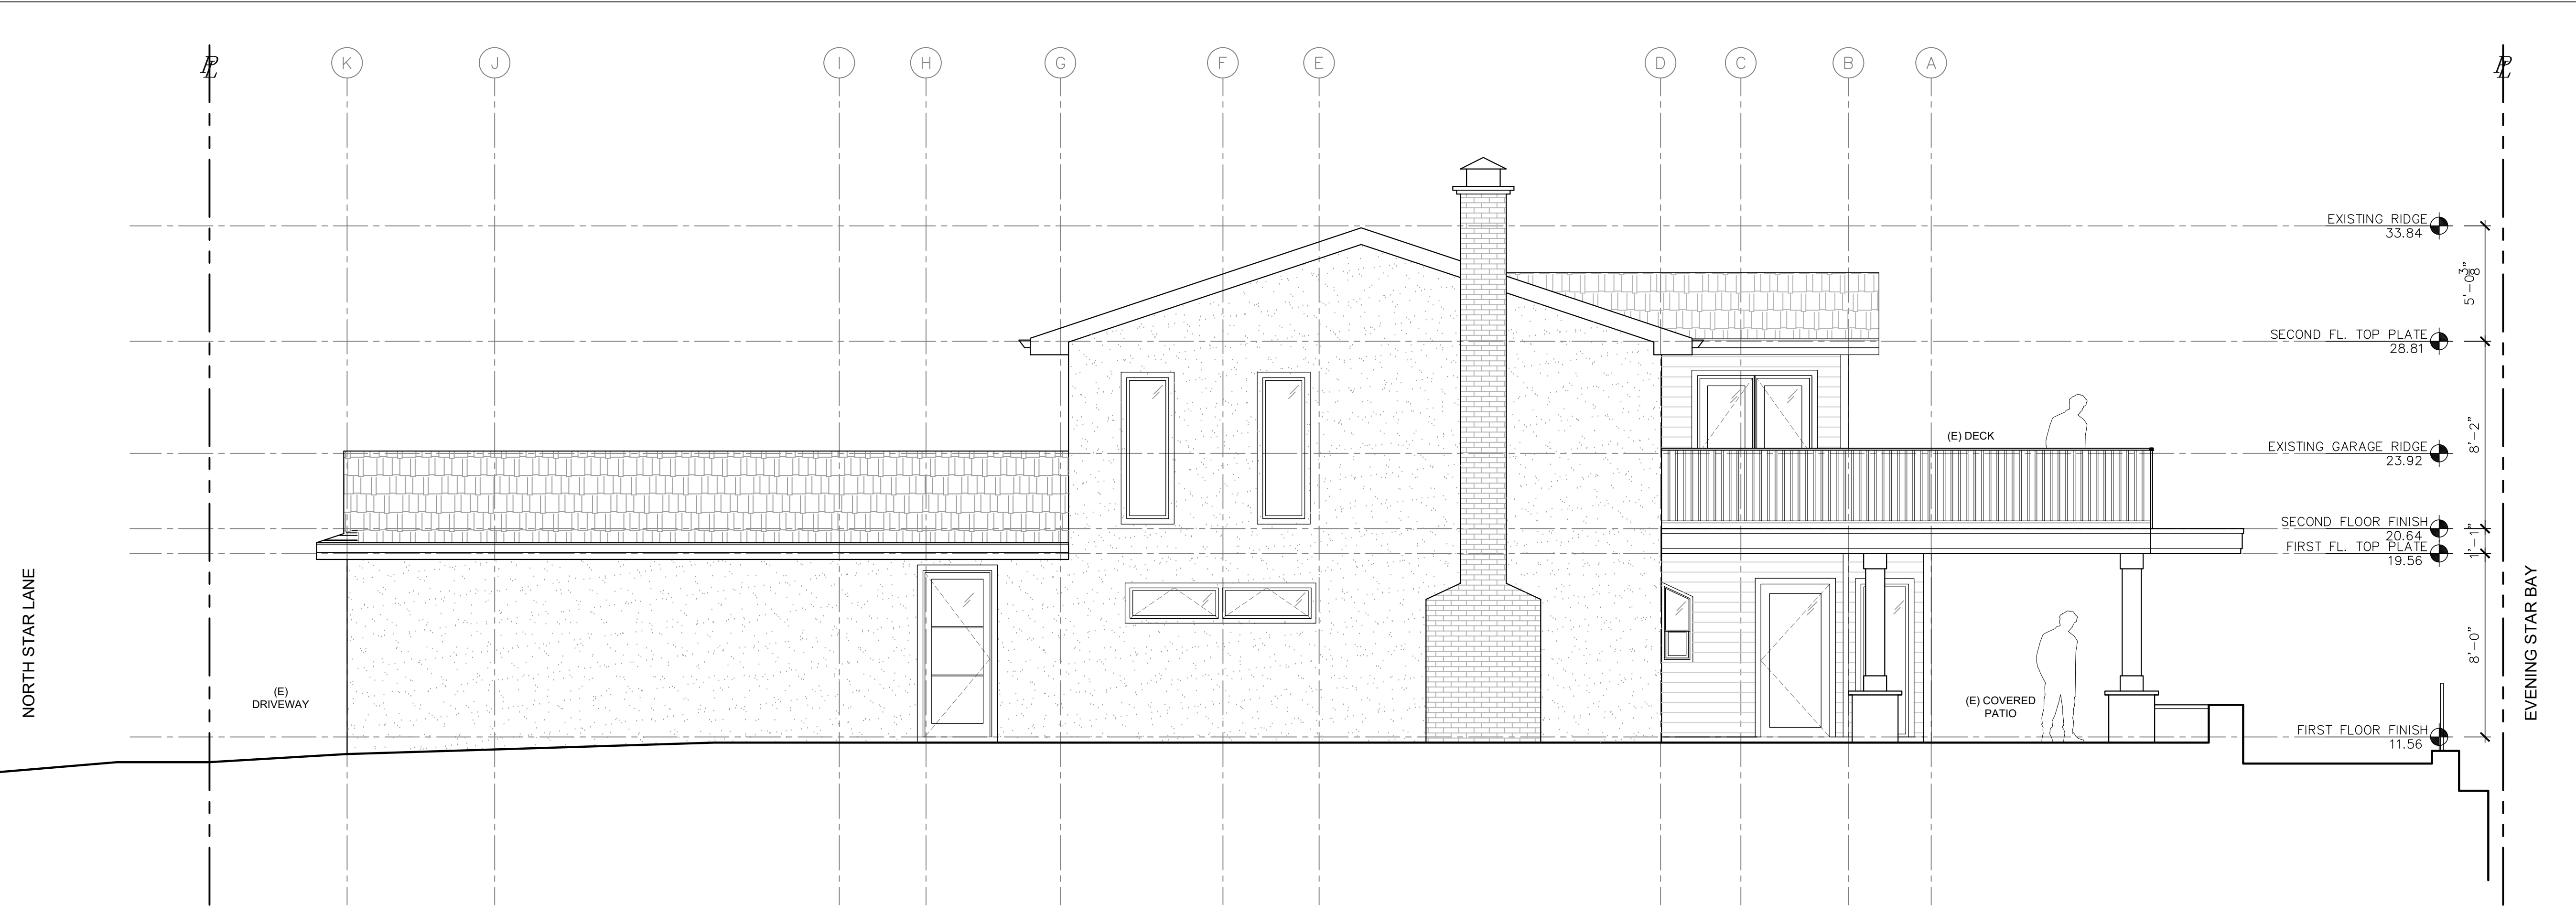 PL
K
J
I
H
G
F
E
D
C
B
A
PL
EXISTING RIDGE
33.84
5'-0 3/8"
SECOND FL. TOP PLATE
28.81
8'-2"
(E) DECK
EXISTING GARAGE RIDGE
23.92
SECOND FLOOR FINISH
20.64
1'-1"
FIRST FL. TOP PLATE
19.56
8'-0"
NORTH STAR LANE
EVENING STAR BAY
(E)
DRIVEWAY
(E) COVERED
PATIO
FIRST FLOOR FINISH
11.56